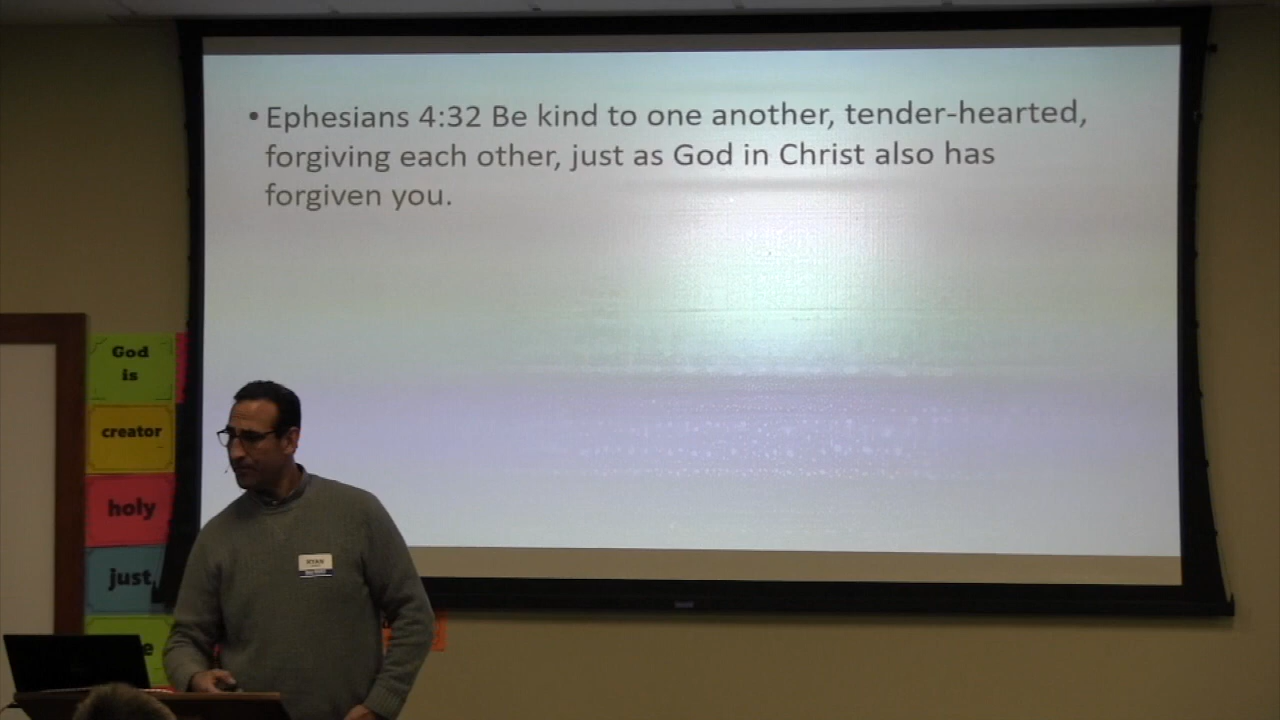 • Ephesians 4:32 Be kind to one another, tender-hearted,
forgiving each other, just as God in Christ also has
forgiven you.
God
is
creator
holy
just
RYAN